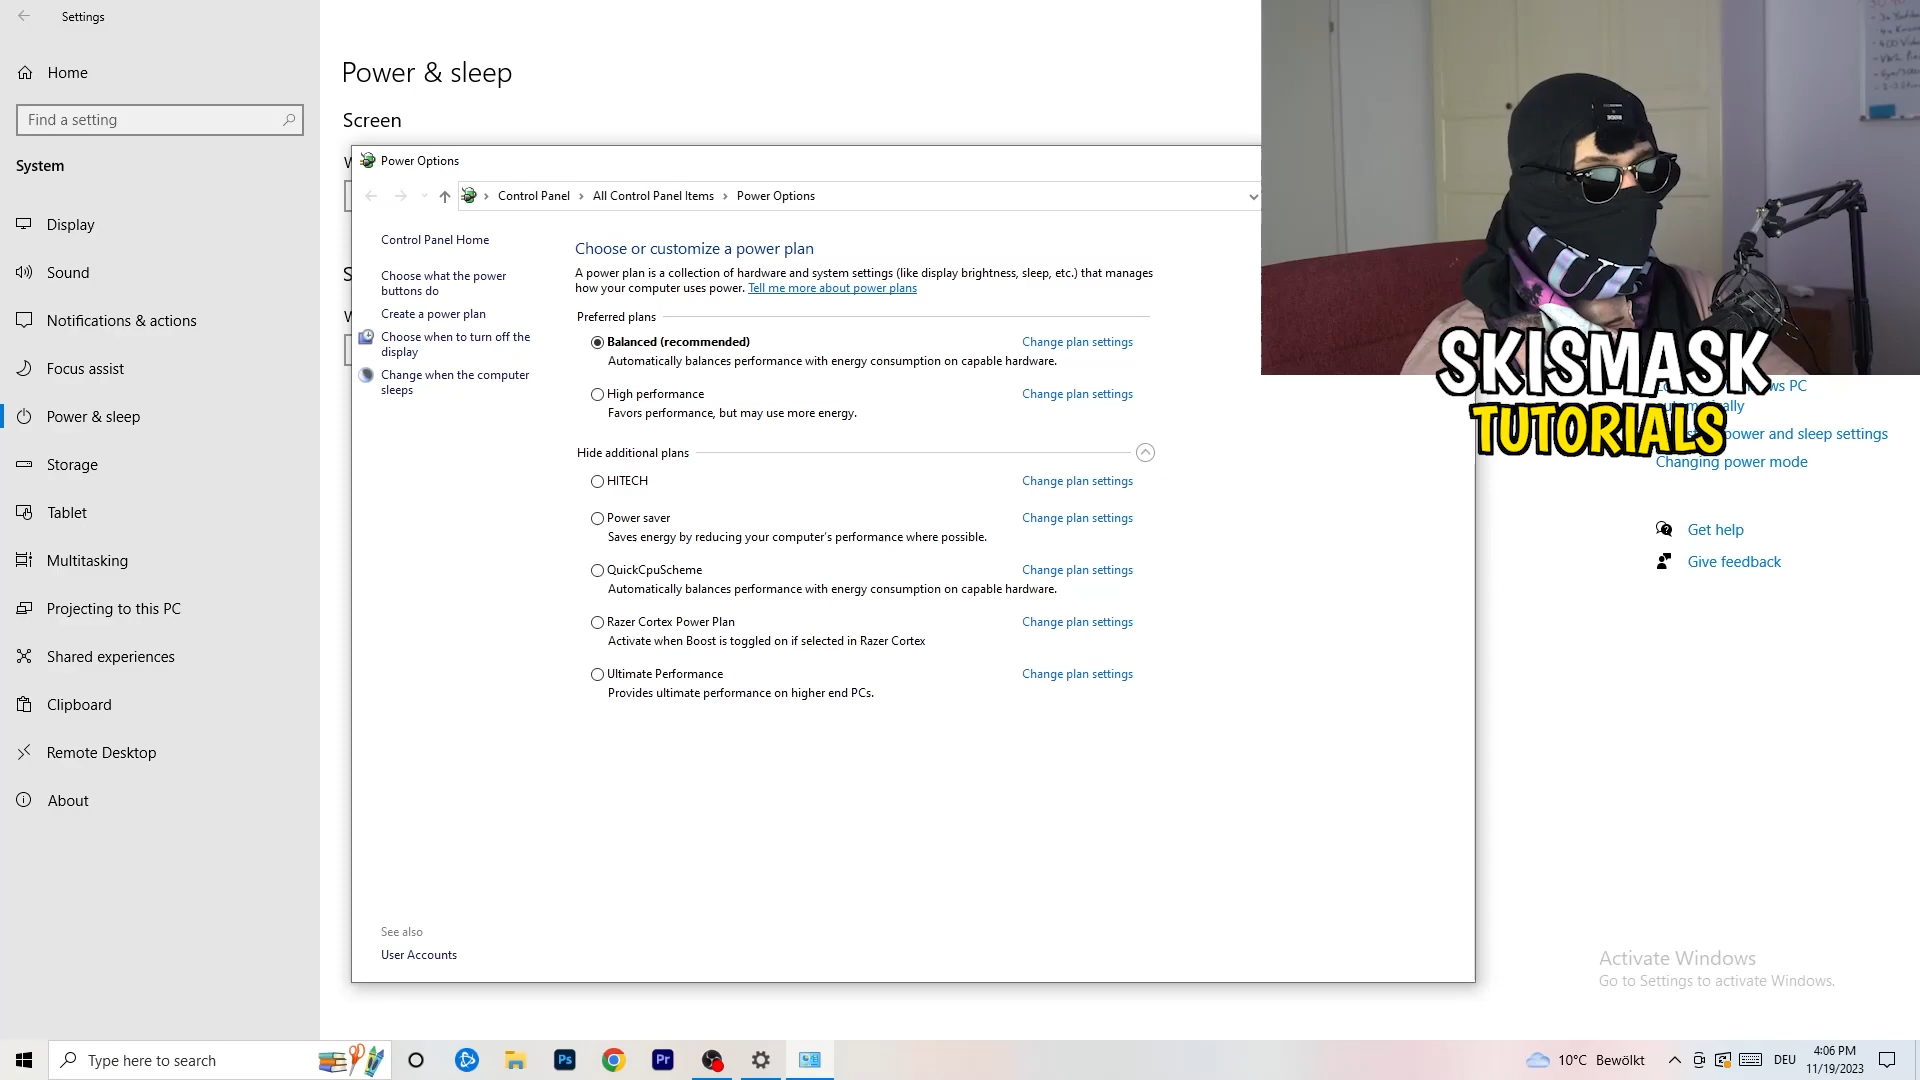 Settings
Home
Find a setting
System
Display
Sound
Notifications & actions
Focus assist
Power & sleep
Storage
Tablet
Multitasking
Projecting to this PC
Shared experiences
Clipboard
Remote Desktop
About
Power & sleep
Screen
Power Options
Control Panel
All Control Panel Items
Power Options
Control Panel Home
Choose what the power
buttons do
Create a power plan
Choose when to turn off the
display
Change when the computer
sleeps
Choose or customize a power plan
A power plan is a collection of hardware and system settings (like display brightness, sleep, etc.) that manages
how your computer uses power. Tell me more about power plans
Preferred plans
Balanced (recommended) Change plan settings
Automatically balances performance with energy consumption on capable hardware.
High performance Change plan settings
Favors performance, but may use more energy.
Hide additional plans
HITECH Change plan settings
Power saver Change plan settings
Saves energy by reducing your computer's performance where possible.
QuickCpuScheme Change plan settings
Automatically balances performance with energy consumption on capable hardware.
Razer Cortex Power Plan Change plan settings
Activate when Boost is toggled on if selected in Razer Cortex
Ultimate Performance Change plan settings
Provides ultimate performance on higher end PCs.
See also
User Accounts
SKISMASK
TUTORIALS
PC
power and sleep settings
Changing power mode
Get help
Give feedback
Activate Windows
Go to Settings to activate Windows.
Type here to search
Ps
Pr
10°C Bewölkt
DEU
4:06 PM
11/19/2023